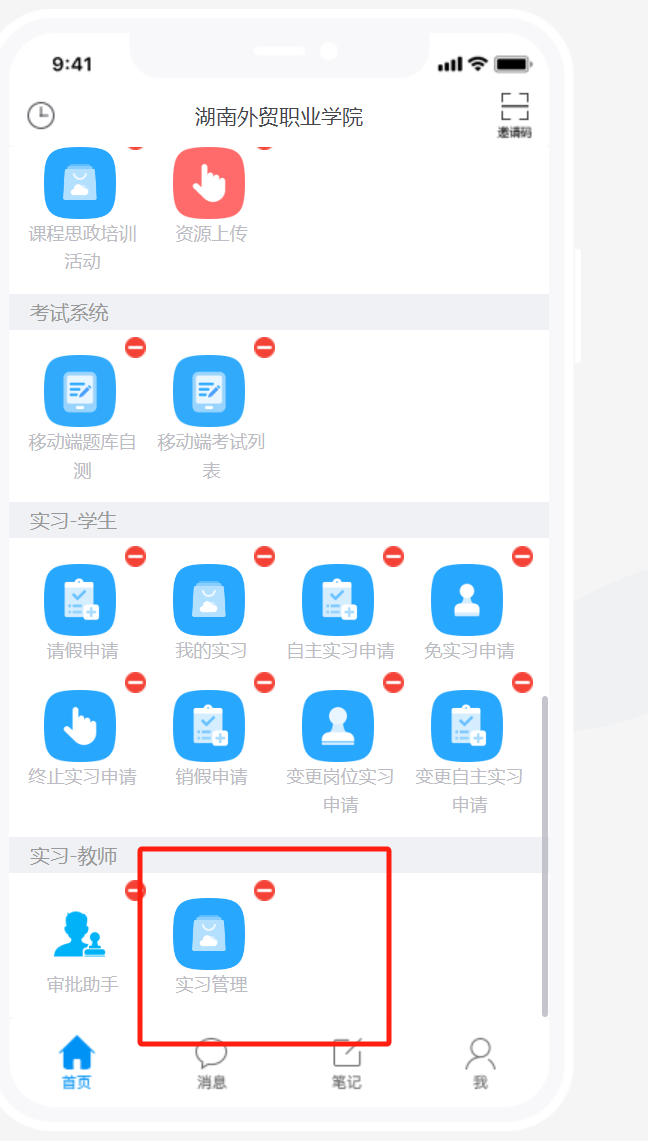 9:41
湖南外贸职业学院
邀请码
课程思政培训
活动
资源上传
考试系统
移动端题库自
测
移动端考试列
表
实习-学生
请假申请
我的实习
自主实习申请
免实习申请
终止实习申请
销假申请
变更岗位实习
申请
变更自主实习
申请
实习-教师
审批助手
实习管理
首页
消息
笔记
我